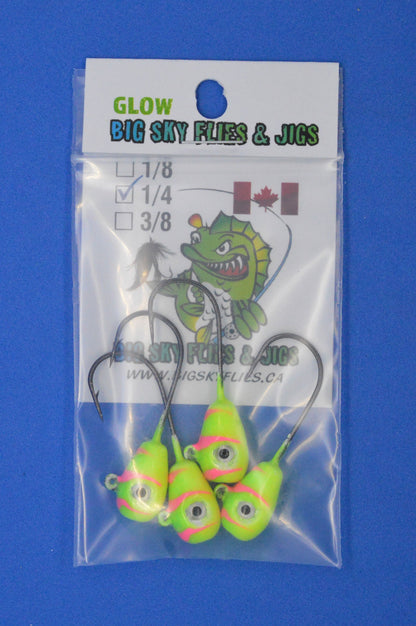 GLOW
BIG SKY FLIES & JIGS
1/8
1/4
3/8
BIG SKY FLIES & JIGS
WWW.BIGSKYFLIES.CA